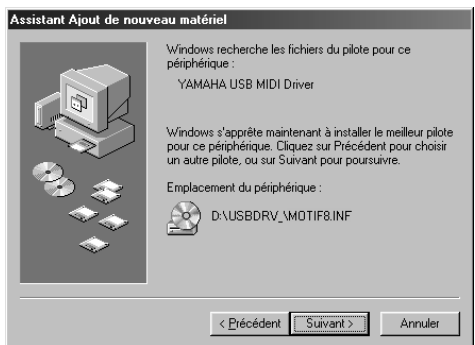 Assistant Ajout de nouveau matériel
Windows recherche les fichiers du pilote pour ce
périphérique :
YAMAHA USB MIDI Driver
Windows s'apprête maintenant à installer le meilleur pilote
pour ce périphérique. Cliquez sur Précédent pour choisir
un autre pilote, ou sur Suivant pour poursuivre.
Emplacement du périphérique :
D:\USBDRV_\MOTIF8.INF
< Précédent Suivant > Annuler